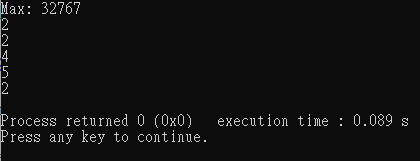 Max: 32767
2
2
4
5
2
Process returned 0 (0x0)   execution time : 0.089 s
Press any key to continue.